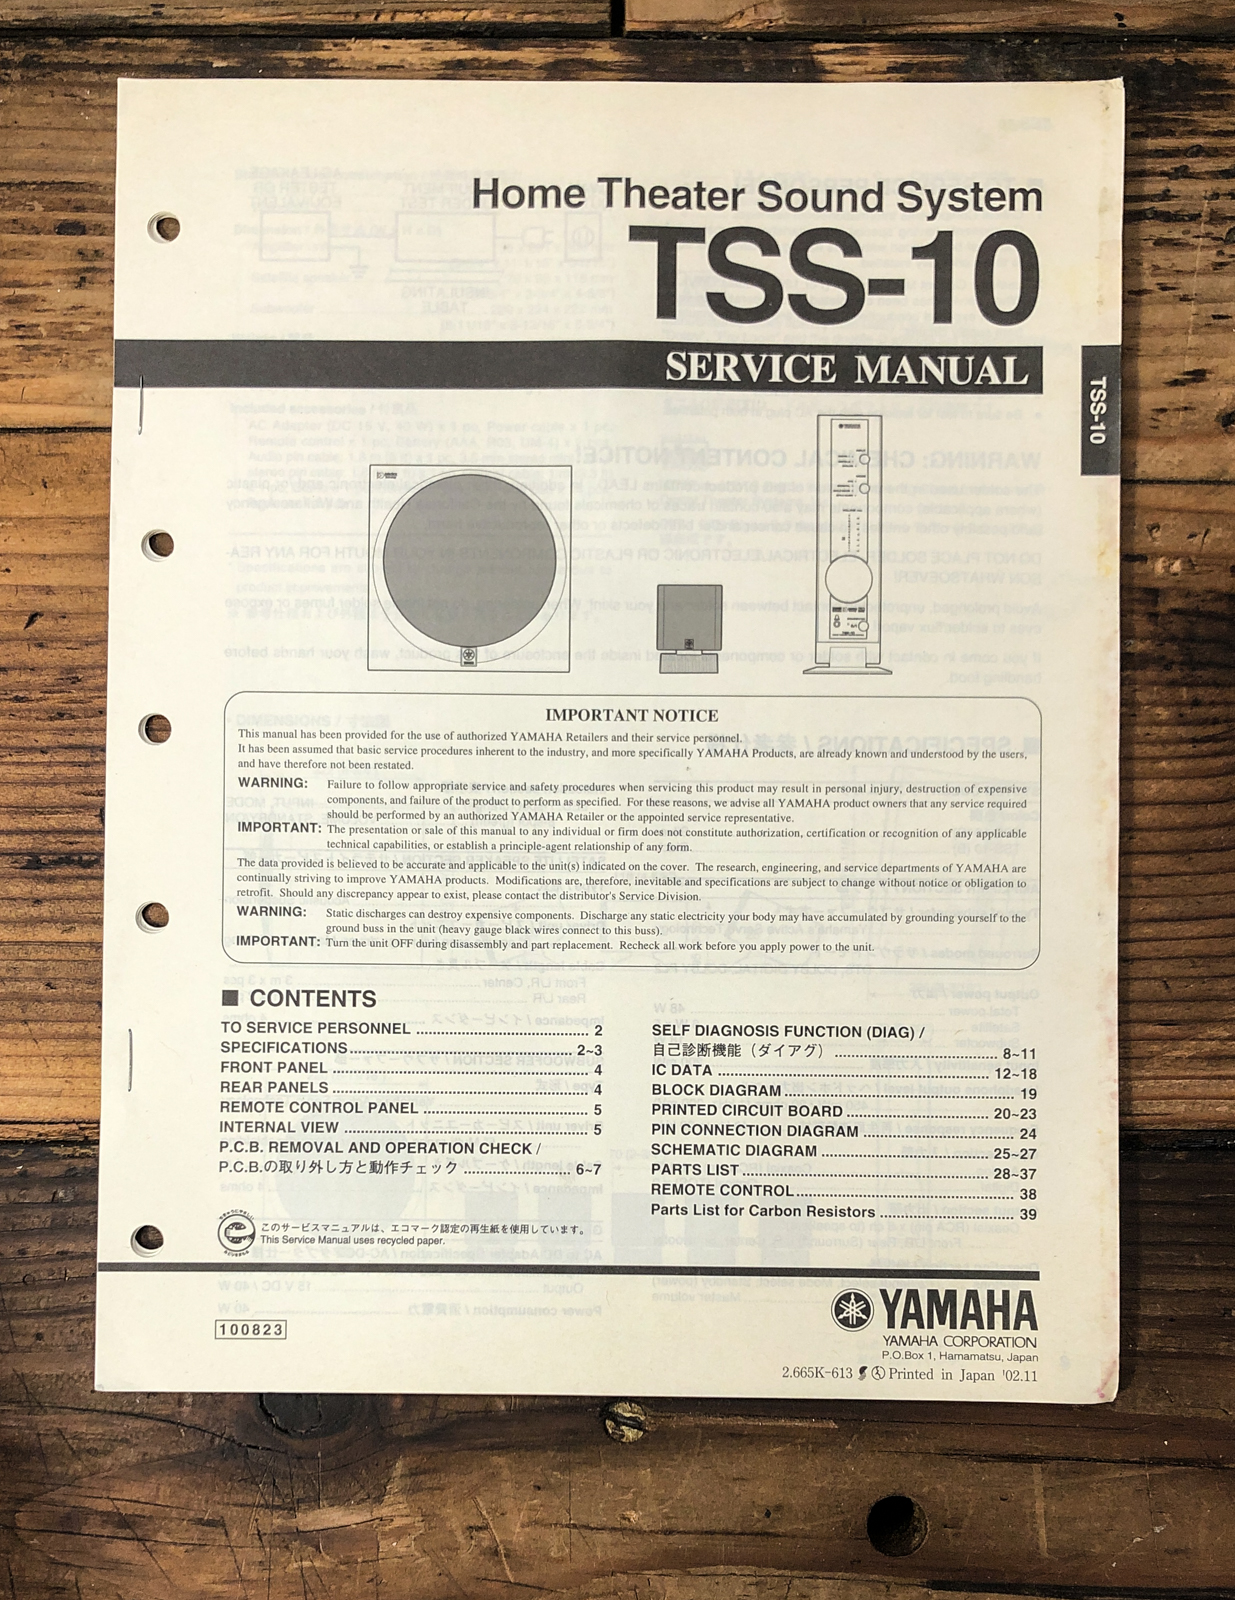 Home Theater Sound System
TSS-10
SERVICE MANUAL
TSS-10
YAMAHA
IMPORTANT NOTICE
This manual has been provided for the use of authorized YAMAHA Retailers and their service personnel.
It has been assumed that basic service procedures inherent to the industry, and more specifically YAMAHA Products, are already known and understood by the users,
and have therefore not been restated.
WARNING: Failure to follow appropriate service and safety procedures when servicing this product may result in personal injury, destruction of expensive
components, and failure of the product to perform as specified. For these reasons, we advise all YAMAHA product owners that any service required
should be performed by an authorized YAMAHA Retailer or the appointed service representative.
IMPORTANT: The presentation or sale of this manual to any individual or firm does not constitute authorization, certification or recognition of any applicable
technical capabilities, or establish a principle-agent relationship of any form.
The data provided is believed to be accurate and applicable to the unit(s) indicated on the cover. The research, engineering, and service departments of YAMAHA are
continually striving to improve YAMAHA products. Modifications are, therefore, inevitable and specifications are subject to change without notice or obligation to
retrofit. Should any discrepancy appear to exist, please contact the distributor's Service Division.
WARNING: Static discharges can destroy expensive components. Discharge any static electricity your body may have accumulated by grounding yourself to the
ground buss in the unit (heavy gauge black wires connect to this buss).
IMPORTANT: Turn the unit OFF during disassembly and part replacement. Recheck all work before you apply power to the unit.
■ CONTENTS
TO SERVICE PERSONNEL ........ 2
SPECIFICATIONS ........ 2~3
FRONT PANEL ........ 4
REAR PANELS ........ 4
REMOTE CONTROL PANEL ........ 5
INTERNAL VIEW ........ 5
P.C.B. REMOVAL AND OPERATION CHECK /
P.C.B.の取り外し方と動作チェック ........ 6~7
SELF DIAGNOSIS FUNCTION (DIAG) /
自己診断機能（ダイアグ） ........ 8~11
IC DATA ........ 12~18
BLOCK DIAGRAM ........ 19
PRINTED CIRCUIT BOARD ........ 20~23
PIN CONNECTION DIAGRAM ........ 24
SCHEMATIC DIAGRAM ........ 25~27
PARTS LIST ........ 28~37
REMOTE CONTROL ........ 38
Parts List for Carbon Resistors ........ 39
このサービスマニュアルは、エコマーク認定の再生紙を使用しています。
This Service Manual uses recycled paper.
100823
YAMAHA
YAMAHA CORPORATION
P.O.Box 1, Hamamatsu, Japan
2.665K-613 Printed in Japan '02.11